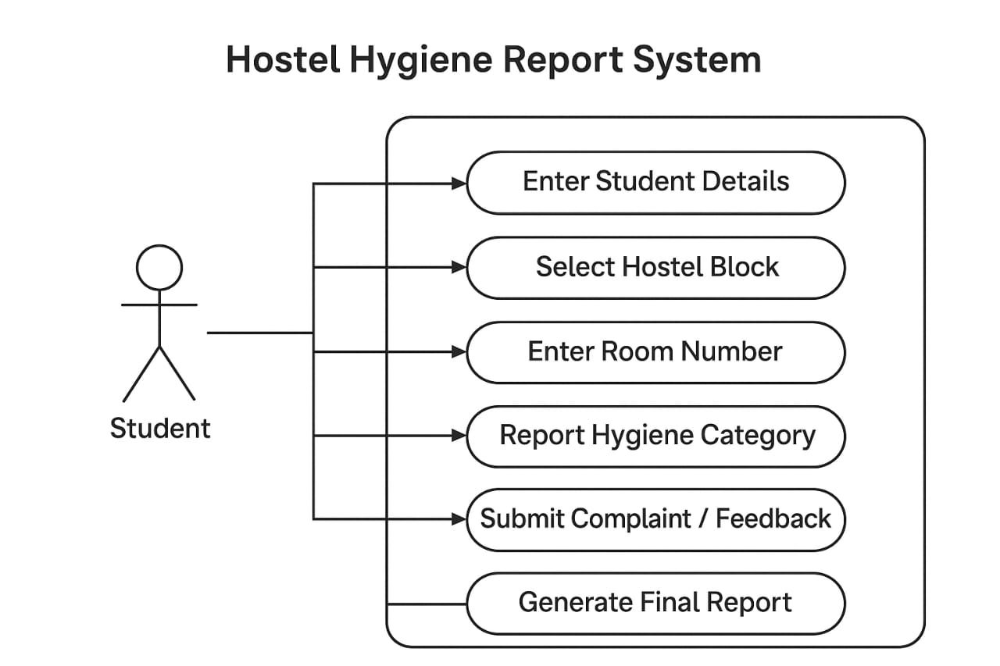 Hostel Hygiene Report System
Enter Student Details
Select Hostel Block
Enter Room Number
Report Hygiene Category
Submit Complaint / Feedback
Generate Final Report
Student